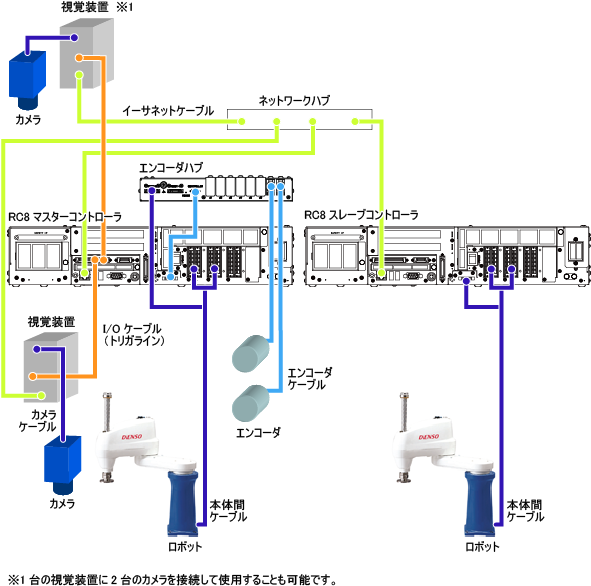 視覚装置 ※1
カメラ
イーサネットケーブル
ネットワークハブ
エンコーダハブ
RC8 マスターコントローラ
RC8 スレーブコントローラ
視覚装置
I/O ケーブル
(トリガライン)
エンコーダ
ケーブル
カメラ
ケーブル
エンコーダ
DENSO
DENSO
カメラ
本体間
ケーブル
本体間
ケーブル
ロボット
ロボット
※1 台の視覚装置に 2 台のカメラを接続して使用することも可能です。